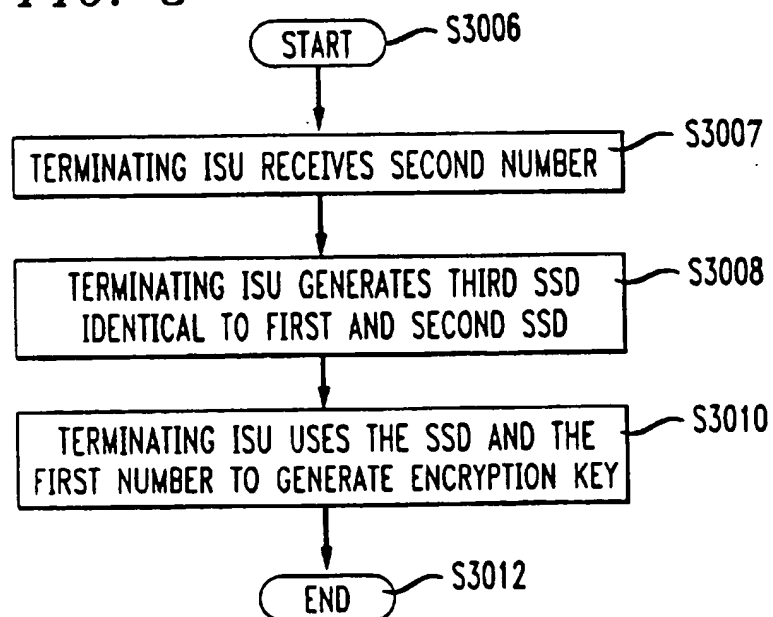 START
S3006
TERMINATING ISU RECEIVES SECOND NUMBER
S3007
TERMINATING ISU GENERATES THIRD SSD
IDENTICAL TO FIRST AND SECOND SSD
S3008
TERMINATING ISU USES THE SSD AND THE
FIRST NUMBER TO GENERATE ENCRYPTION KEY
S3010
END
S3012